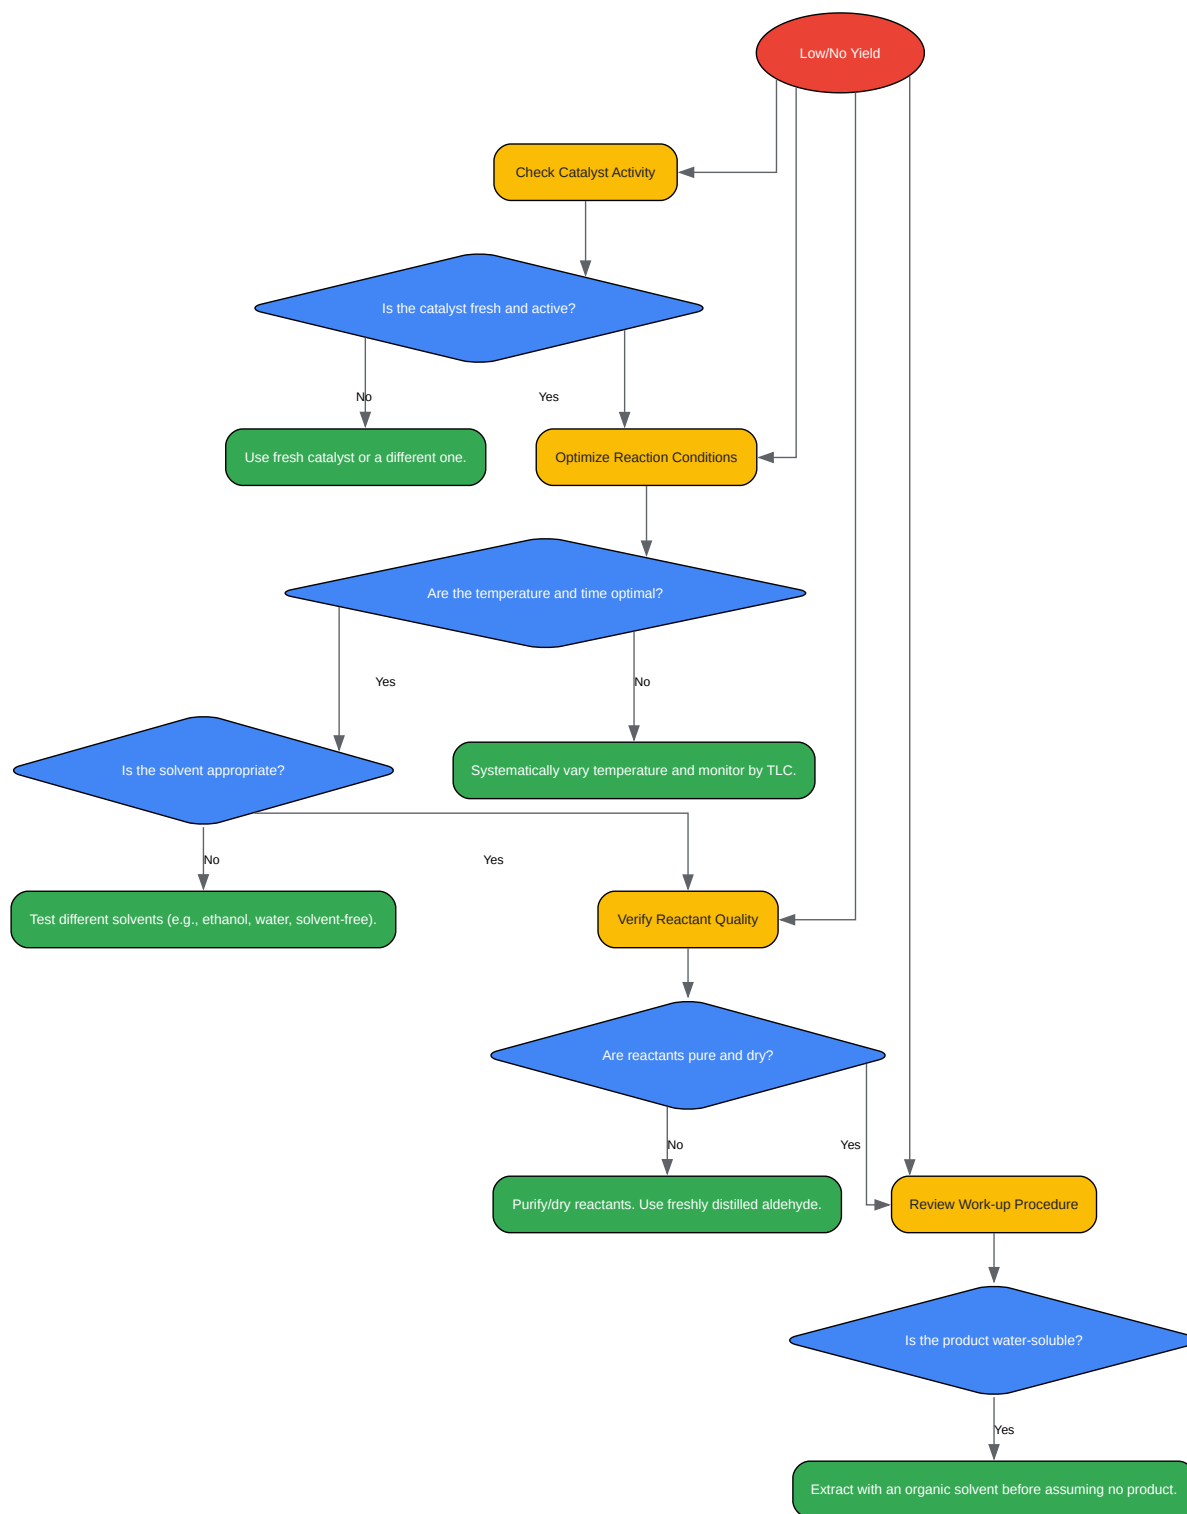 Low/No Yield
Check Catalyst Activity
Is the catalyst fresh and active?
No
Yes
Use fresh catalyst or a different one.
Optimize Reaction Conditions
Are the temperature and time optimal?
Yes
No
Is the solvent appropriate?
Systematically vary temperature and monitor by TLC.
No
Yes
Test different solvents (e.g., ethanol, water, solvent-free).
Verify Reactant Quality
Are reactants pure and dry?
No
Yes
Purify/dry reactants. Use freshly distilled aldehyde.
Review Work-up Procedure
Is the product water-soluble?
Yes
Extract with an organic solvent before assuming no product.